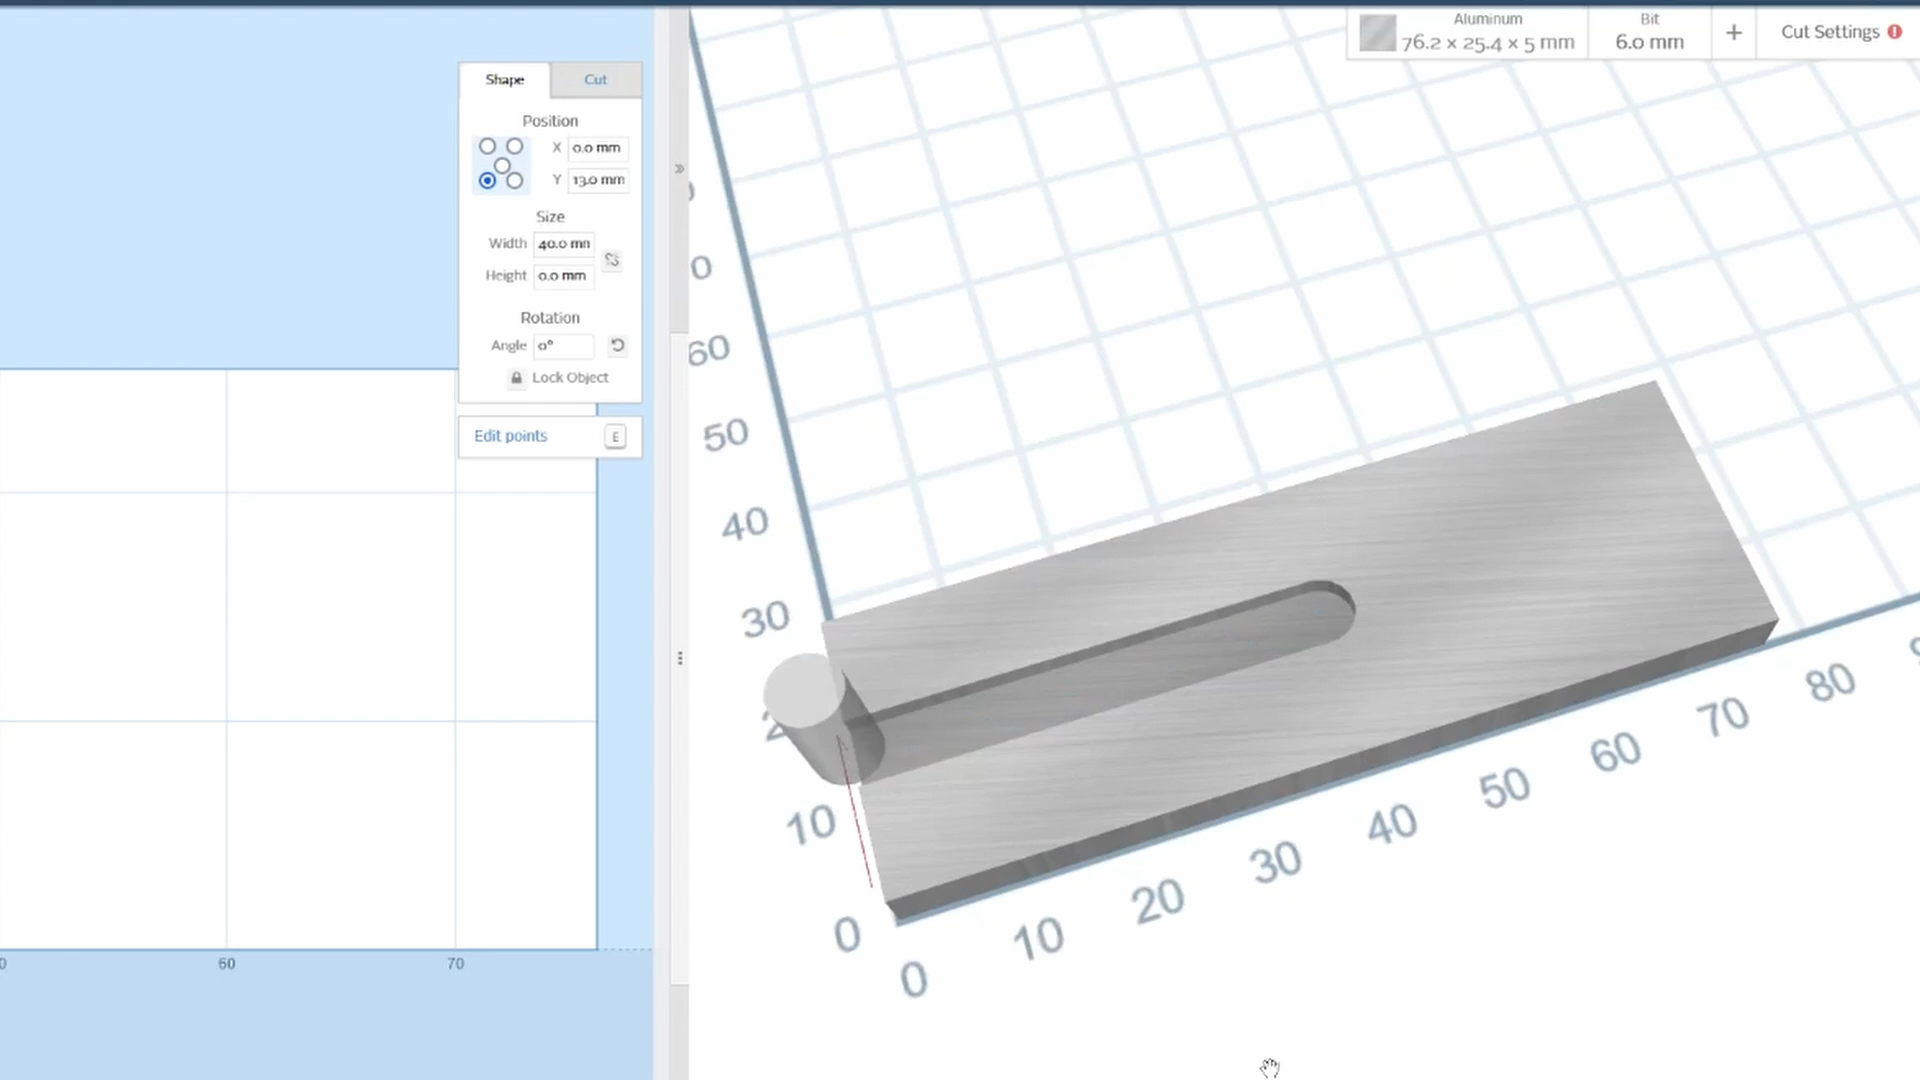 Aluminum
76.2 × 25.4 × 5 mm
Bit
6.0 mm
+
Cut Settings !
Shape
Cut
Position
X 0.0 mm
Y 13.0 mm
Size
Width 40.0 mn
Height 0.0 mm
Rotation
Angle 0°
Lock Object
Edit points E
60
70
0
60
50
40
30
10
0
0
10
20
30
40
50
60
70
80